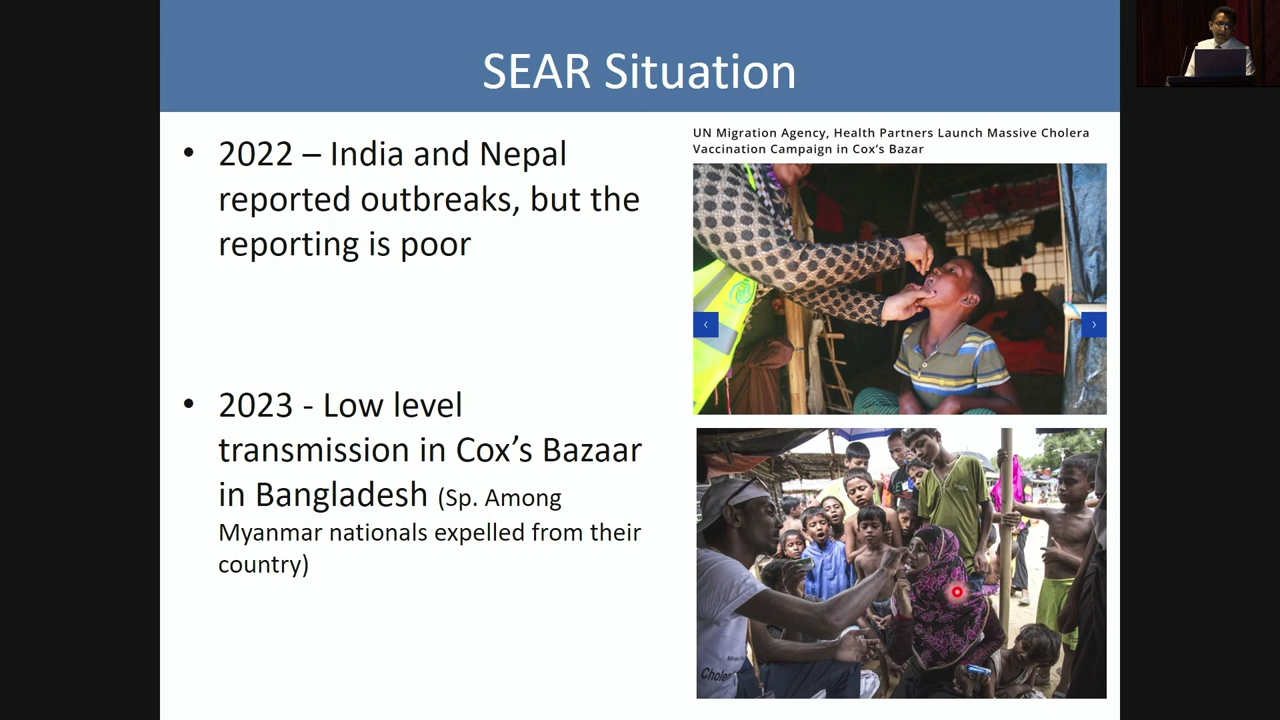 SEAR Situation
• 2022 – India and Nepal
reported outbreaks, but the
reporting is poor
• 2023 - Low level
transmission in Cox’s Bazaar
in Bangladesh (Sp. Among
Myanmar nationals expelled from their
country)
UN Migration Agency, Health Partners Launch Massive Cholera
Vaccination Campaign in Cox’s Bazar
Choler